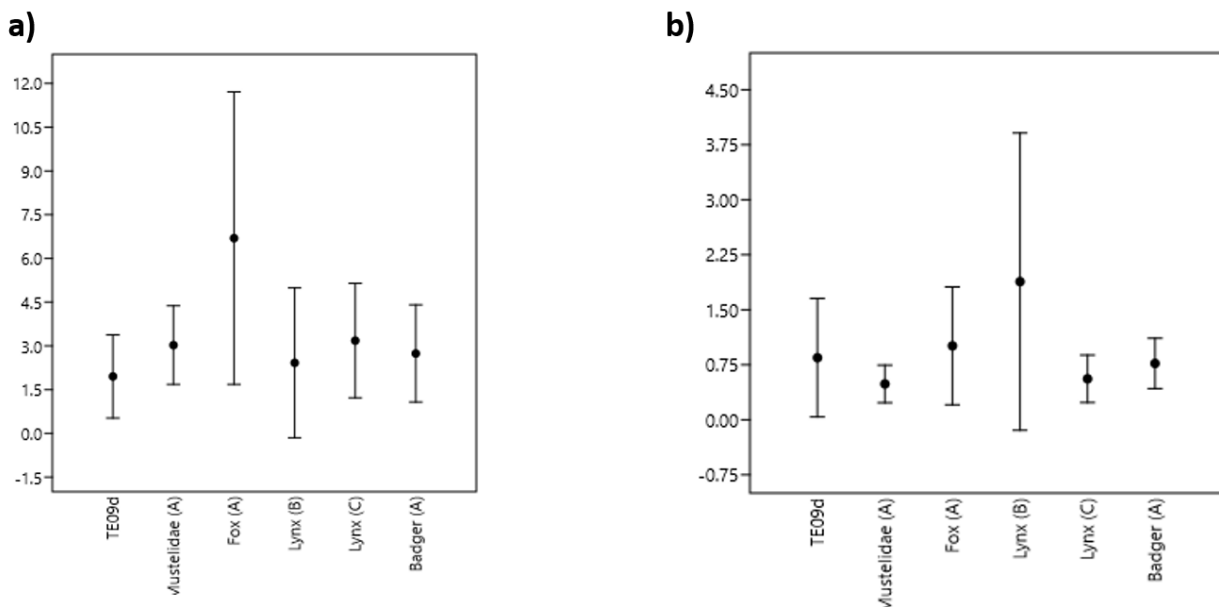 a)
12.0
10.5
9.0
7.5
6.0
4.5
3.0
1.5
0.0
-1.5
TE09d
Mustelidae (A)
Fox (A)
Lynx (B)
Lynx (C)
Badger (A)
b)
4.50
3.75
3.00
2.25
1.50
0.75
0.00
-0.75
TE09d
Mustelidae (A)
Fox (A)
Lynx (B)
Lynx (C)
Badger (A)